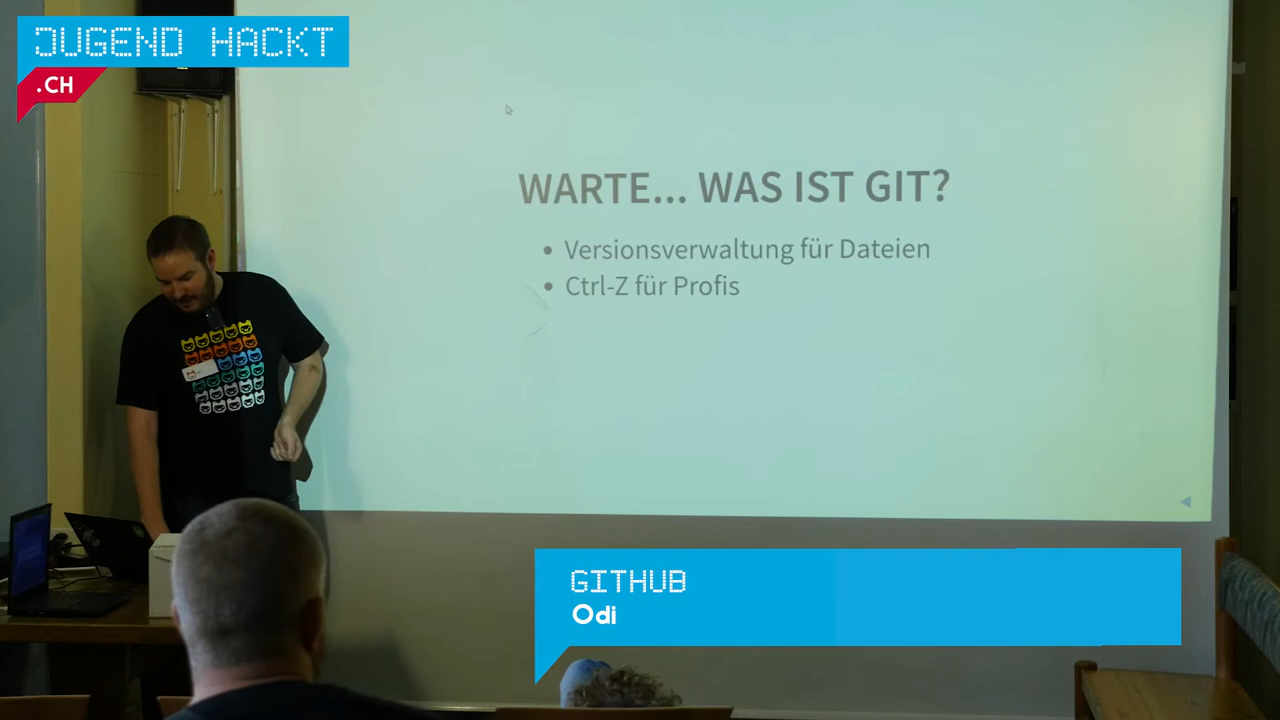 JUGEND HACKT
.CH
WARTE... WAS IST GIT?
• Versionsverwaltung für Dateien
• Ctrl-Z für Profis
GITHUB
Odi